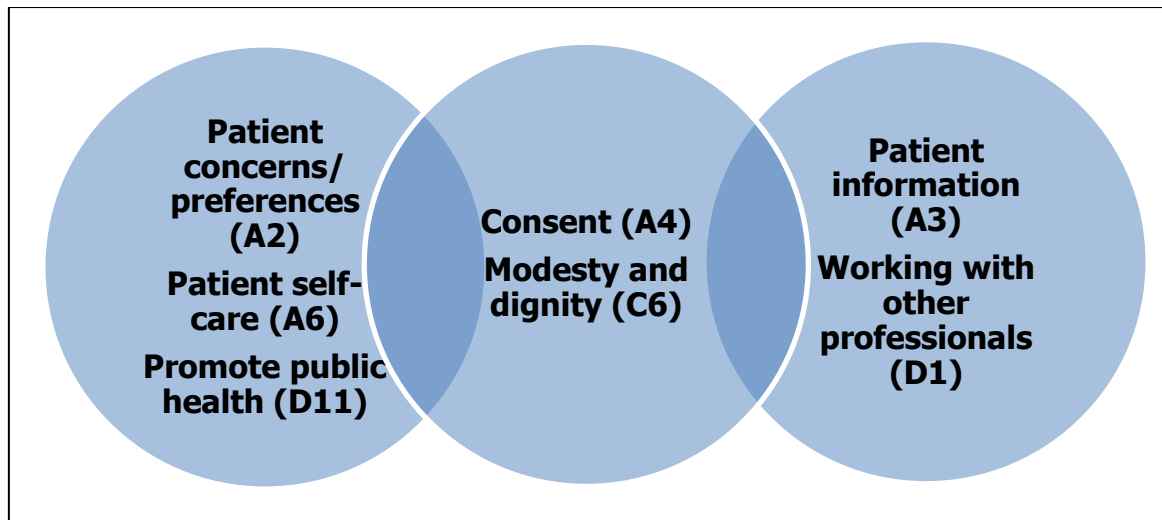 Patient
concerns/
preferences
(A2)
Patient self-
care (A6)
Promote public
health (D11)
Consent (A4)
Modesty and
dignity (C6)
Patient
information
(A3)
Working with
other
professionals
(D1)